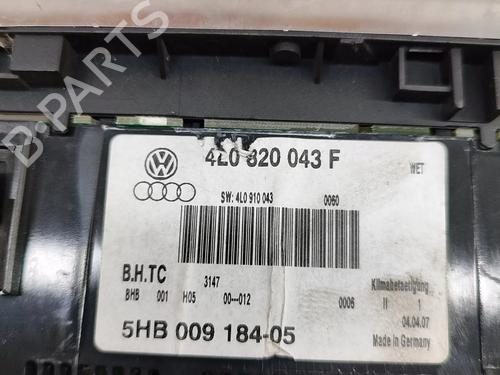 B-PARTS
4L0 820 043 F
WET
SW: 4L0 910 043
0060
B.H.TC
3147
Klimabetaetigung
BHB 001 H05 00---012
0006
II 1
04.04.07
5HB 009 184-05
Made in Germany